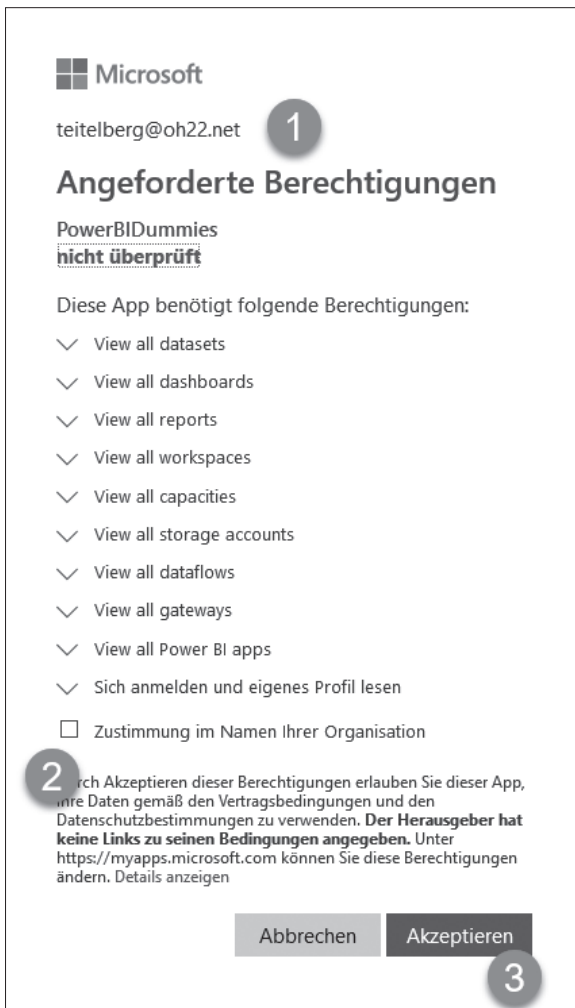 Microsoft
teitelberg@oh22.net
1
Angeforderte Berechtigungen
PowerBIDummies
nicht überprüft
Diese App benötigt folgende Berechtigungen:
View all datasets
View all dashboards
View all reports
View all workspaces
View all capacities
View all storage accounts
View all dataflows
View all gateways
View all Power BI apps
Sich anmelden und eigenes Profil lesen
Zustimmung im Namen Ihrer Organisation
2
rch Akzeptieren dieser Berechtigungen erlauben Sie dieser App,
Ihre Daten gemäß den Vertragsbedingungen und den
Datenschutzbestimmungen zu verwenden. Der Herausgeber hat
keine Links zu seinen Bedingungen angegeben. Unter
https://myapps.microsoft.com können Sie diese Berechtigungen
ändern. Details anzeigen
Abbrechen Akzeptieren
3